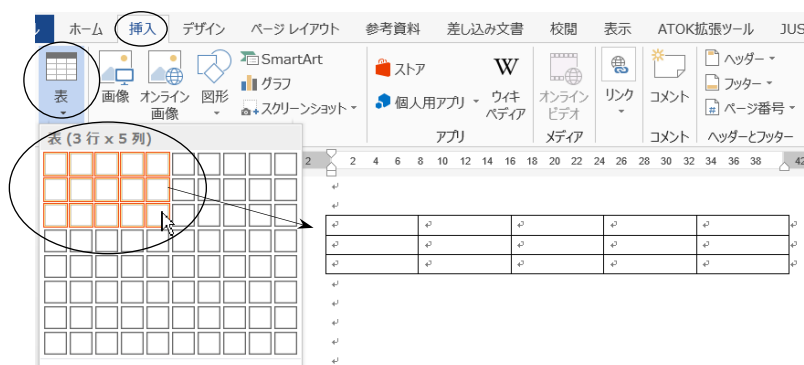 ル ホーム 挿入 デザイン ページ レイアウト 参考資料 差し込み文書 校閲 表示 ATOK拡張ツール JUS
表 画像 オンライン画像 図形
SmartArt
グラフ
スクリーンショット
ストア
個人用アプリ
W
ウィキペディア
オンラインビデオ
リンク
コメント
ヘッダー
フッター
# ページ番号
アプリ メディア コメント ヘッダーとフッター
表 (3 行 x 5 列)
2 2 4 6 8 10 12 14 16 18 20 22 24 26 28 30 32 34 36 38 42